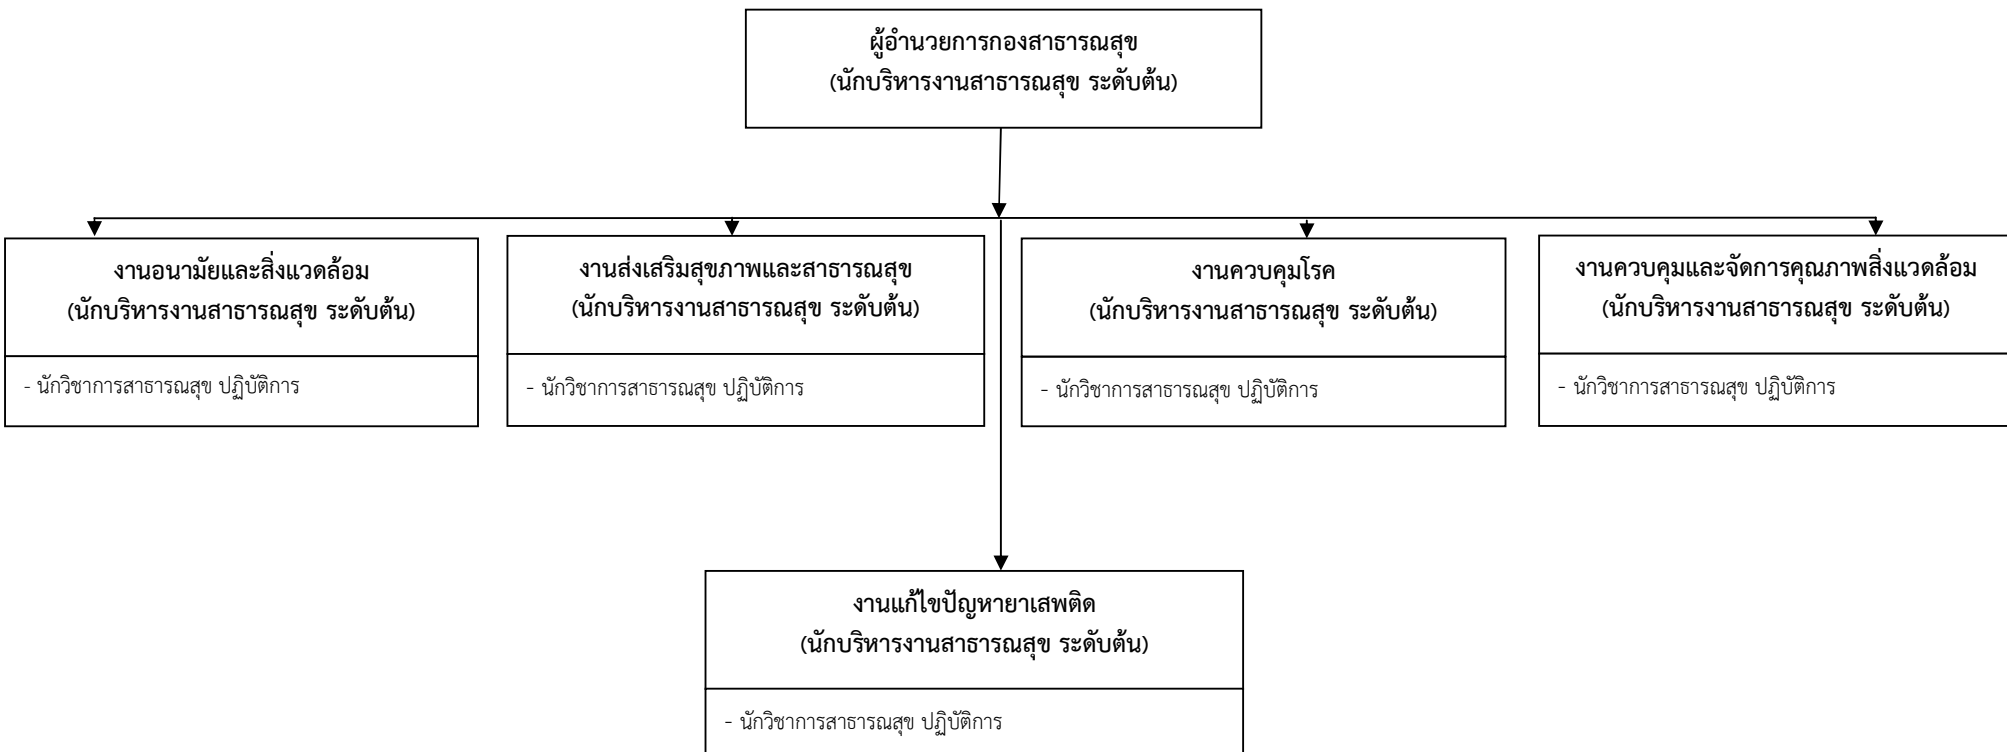 ผู้อำนวยการกองสาธารณสุข
(นักบริหารงานสาธารณสุข ระดับต้น)
งานอนามัยและสิ่งแวดล้อม
(นักบริหารงานสาธารณสุข ระดับต้น)
- นักวิชาการสาธารณสุข ปฏิบัติการ
งานส่งเสริมสุขภาพและสาธารณสุข
(นักบริหารงานสาธารณสุข ระดับต้น)
- นักวิชาการสาธารณสุข ปฏิบัติการ
งานควบคุมโรค
(นักบริหารงานสาธารณสุข ระดับต้น)
- นักวิชาการสาธารณสุข ปฏิบัติการ
งานควบคุมและจัดการคุณภาพสิ่งแวดล้อม
(นักบริหารงานสาธารณสุข ระดับต้น)
- นักวิชาการสาธารณสุข ปฏิบัติการ
งานแก้ไขปัญหายาเสพติด
(นักบริหารงานสาธารณสุข ระดับต้น)
- นักวิชาการสาธารณสุข ปฏิบัติการ